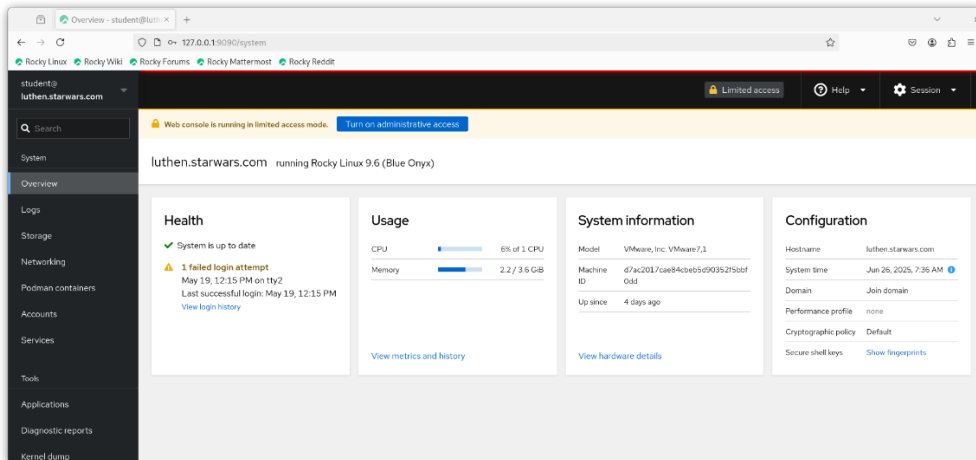 Overview - student@luth
127.0.0.1:9090/system
Rocky Linux Rocky Wiki Rocky Forums Rocky Mattermost Rocky Reddit
student@
luthen.starwars.com
Limited access
Help
Session
Search
Web console is running in limited access mode. Turn on administrative access
System
luthen.starwars.com running Rocky Linux 9.6 (Blue Onyx)
Overview
Logs
Storage
Networking
Podman containers
Accounts
Services
Tools
Applications
Diagnostic reports
Kernel dump
Health
System is up to date
1 failed login attempt
May 19, 12:15 PM on tty2
Last successful login: May 19, 12:15 PM
View login history
Usage
CPU 6% of 1 CPU
Memory 2.2 / 3.6 GiB
View metrics and history
System information
Model VMware, Inc. VMware7,1
Machine ID d7ac2017cae84cbeb5d90352f5bbf
0dd
Up since 4 days ago
View hardware details
Configuration
Hostname luthen.starwars.com
System time Jun 26, 2025, 7:36 AM
Domain Join domain
Performance profile none
Cryptographic policy Default
Secure shell keys Show fingerprints